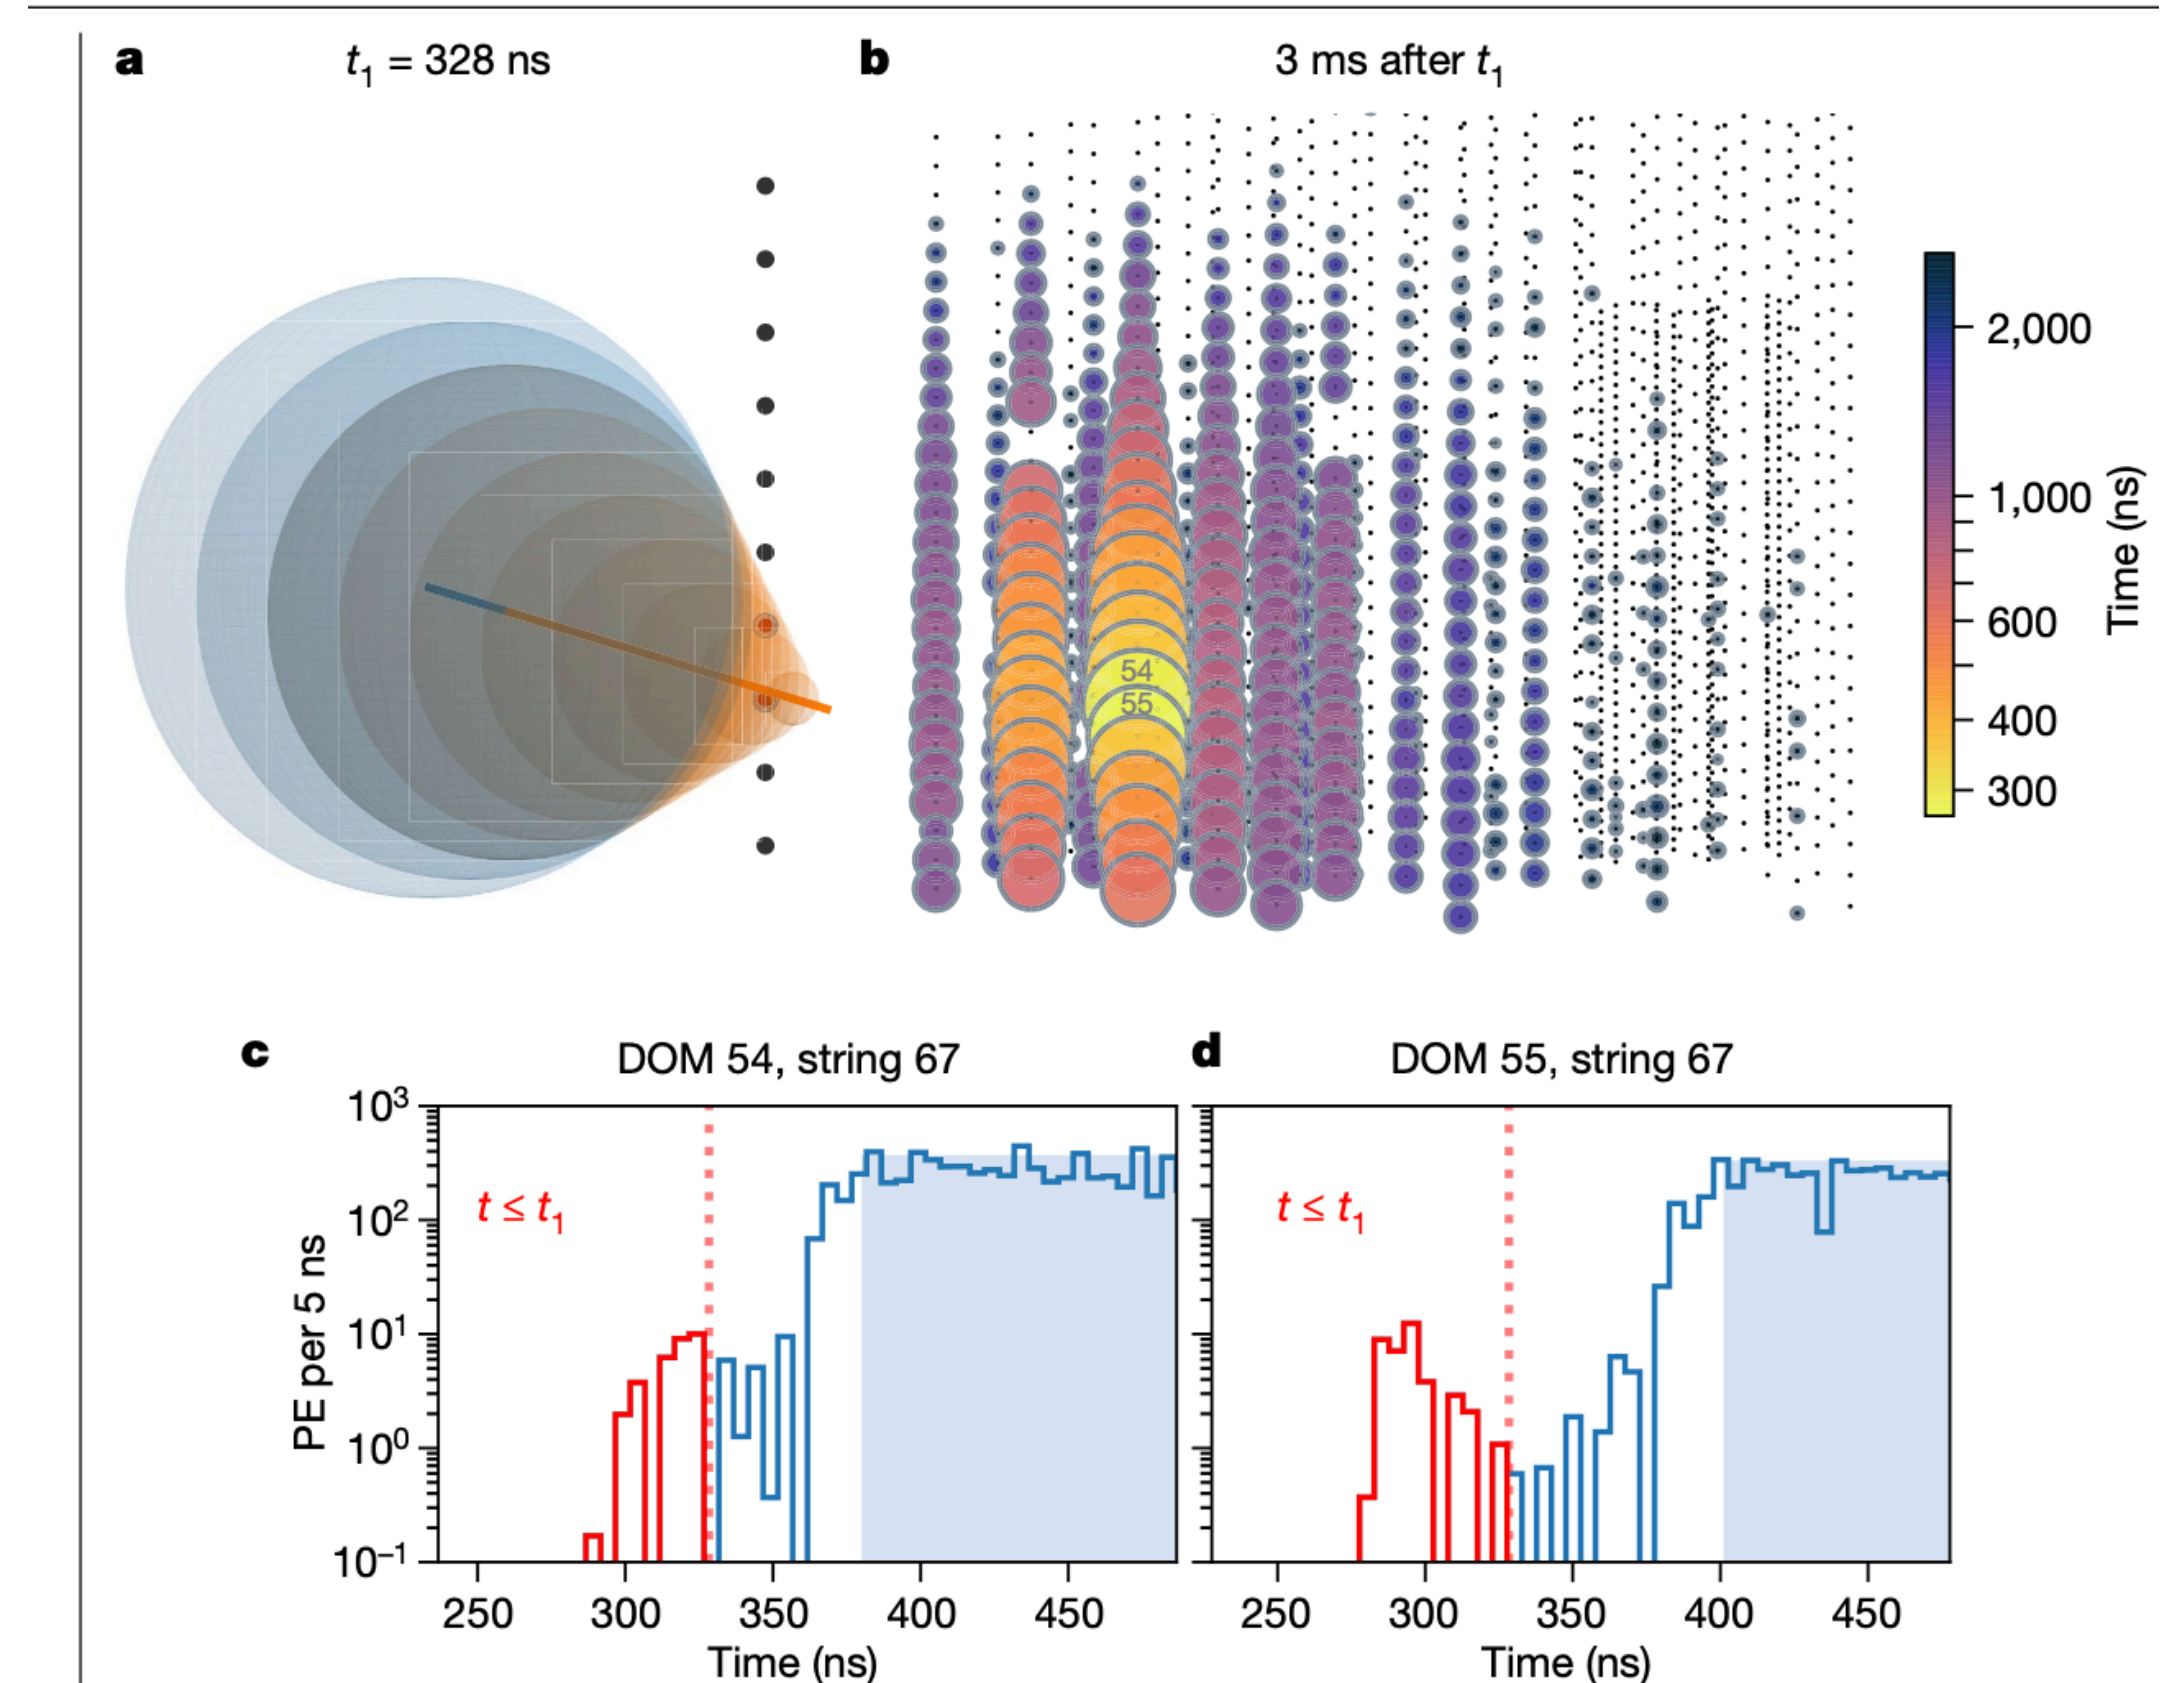 a
t₁ = 328 ns
b
3 ms after t₁
54
55
2,000
1,000
600
400
300
Time (ns)
c
DOM 54, string 67
d
DOM 55, string 67
PE per 5 ns
10³
10²
10¹
10⁰
10⁻¹
t ≤ t₁
t ≤ t₁
250 300 350 400 450
250 300 350 400 450
Time (ns)
Time (ns)